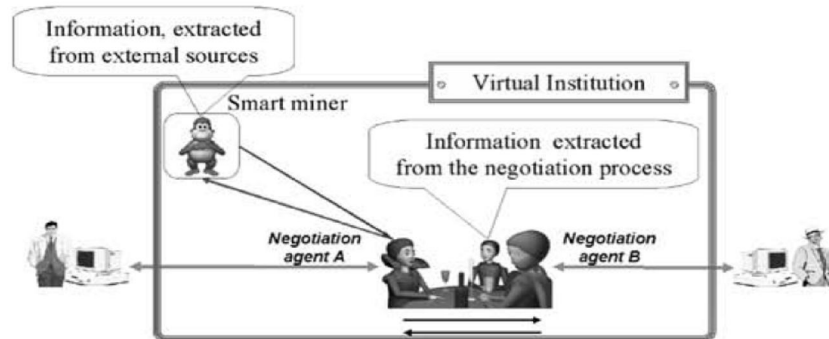 Information, extracted
from external sources
Virtual Institution
Smart miner
Information extracted
from the negotiation process
Negotiation
agent A
Negotiation
agent B